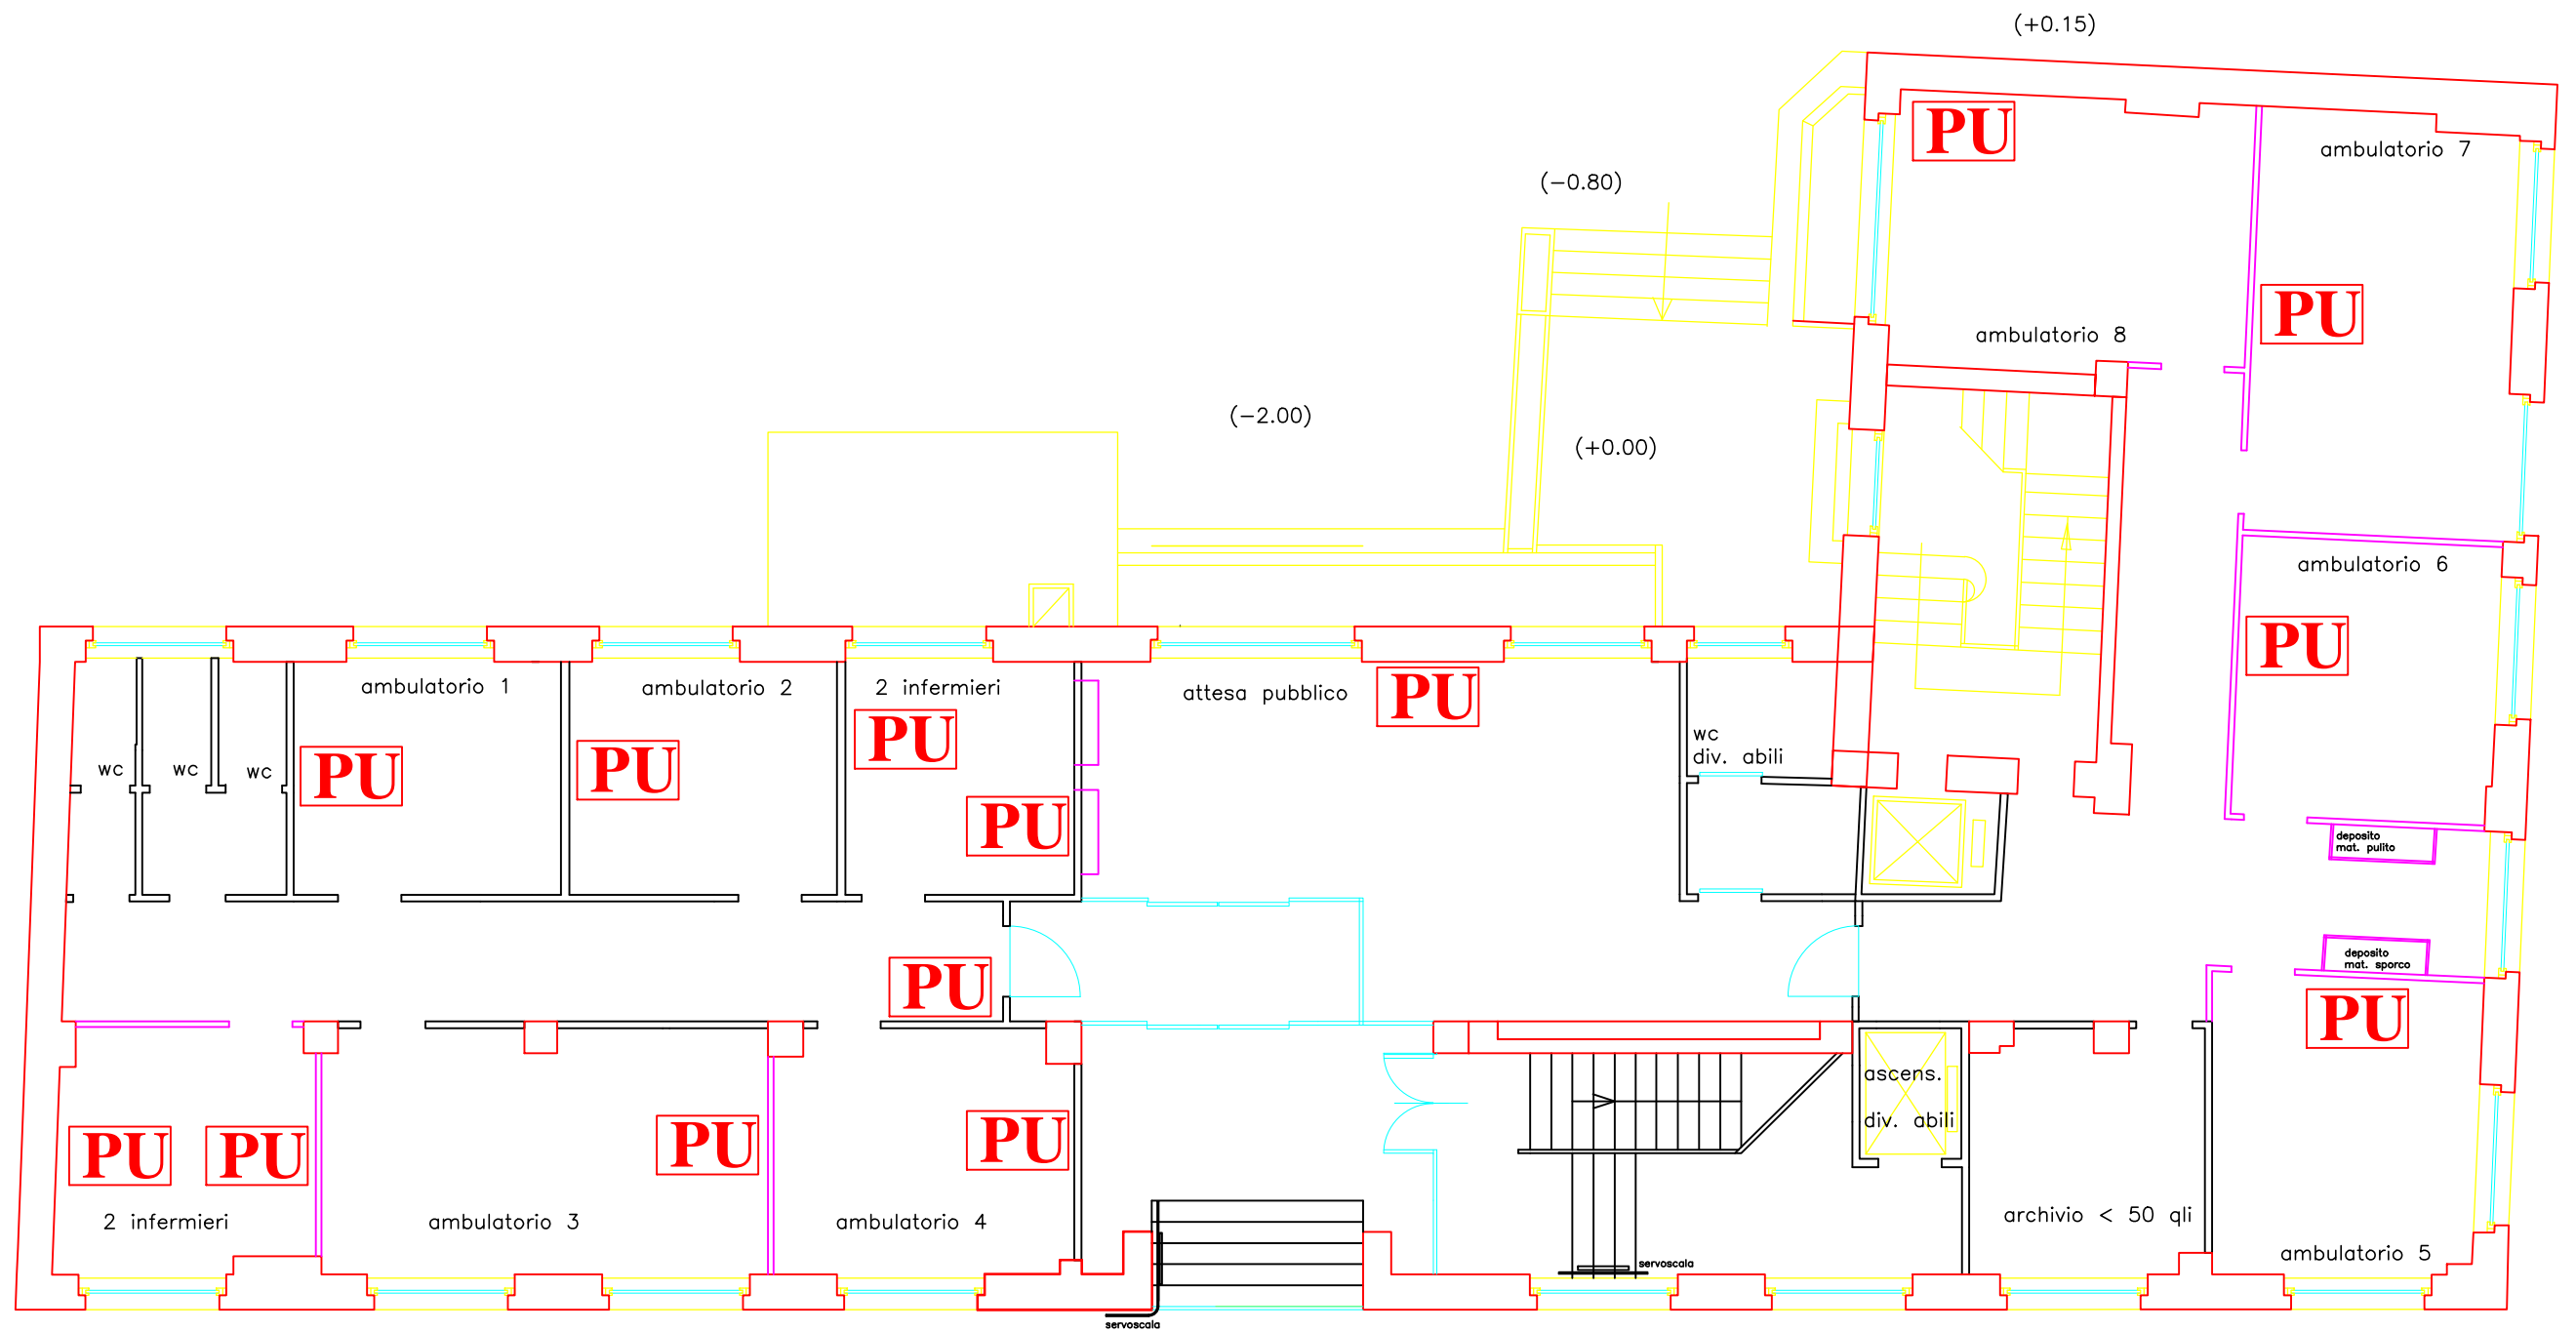 (+0.15)
PU
ambulatorio 7
(−0.80)
PU
ambulatorio 8
(−2.00)
(+0.00)
ambulatorio 6
PU
ambulatorio 1
ambulatorio 2
2 infermieri
attesa pubblico
PU
PU
wc
div. abili
wc
wc
wc
PU
PU
PU
deposito
mat. pulito
PU
deposito
mat. sporco
PU
ascens.
div. abili
PU
PU
PU
PU
2 infermieri
ambulatorio 3
ambulatorio 4
archivio < 50 qli
ambulatorio 5
servoscala
servoscala